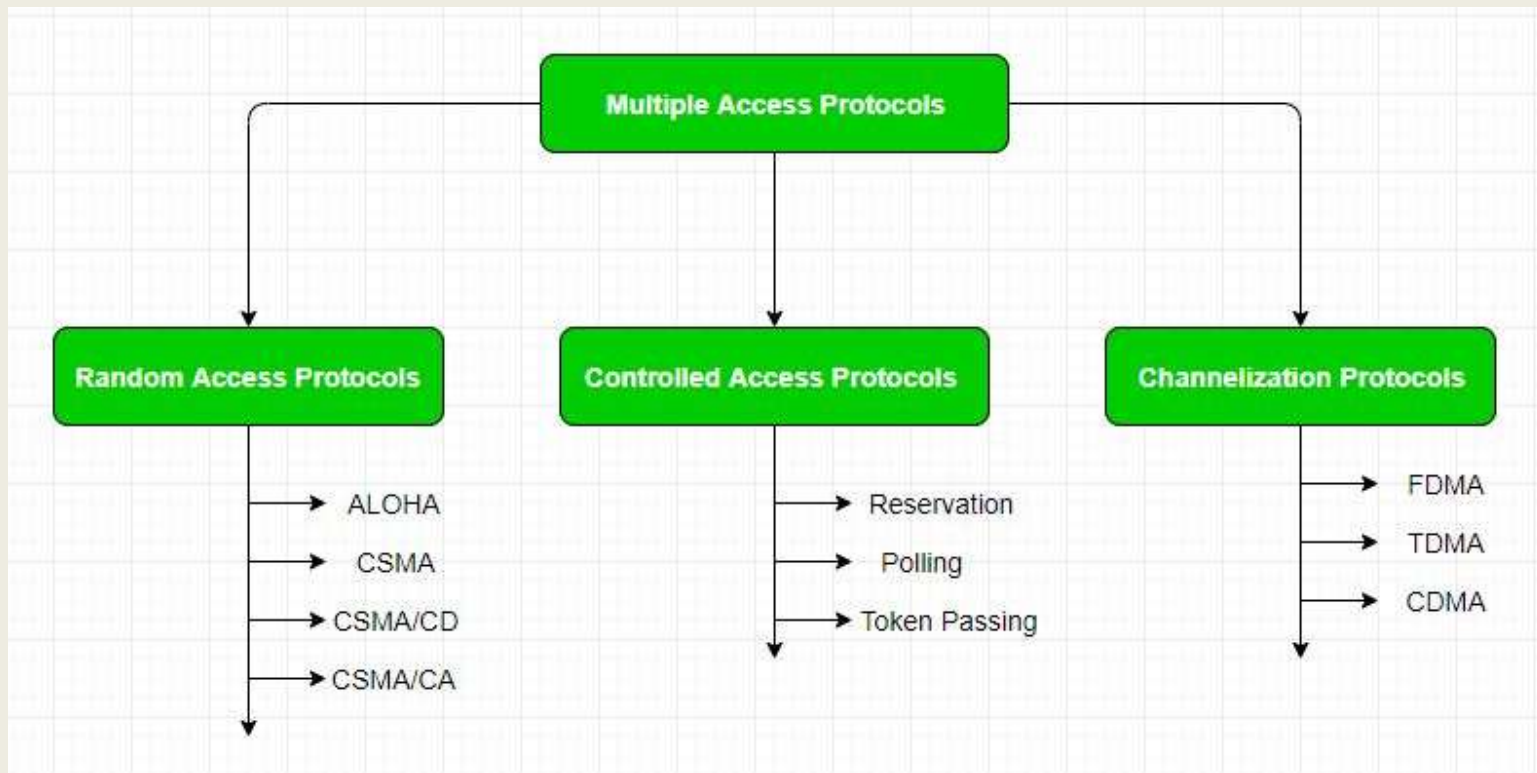 Multiple Access Protocols
Random Access Protocols
Controlled Access Protocols
Channelization Protocols
ALOHA
CSMA
CSMA/CD
CSMA/CA
Reservation
Polling
Token Passing
FDMA
TDMA
CDMA